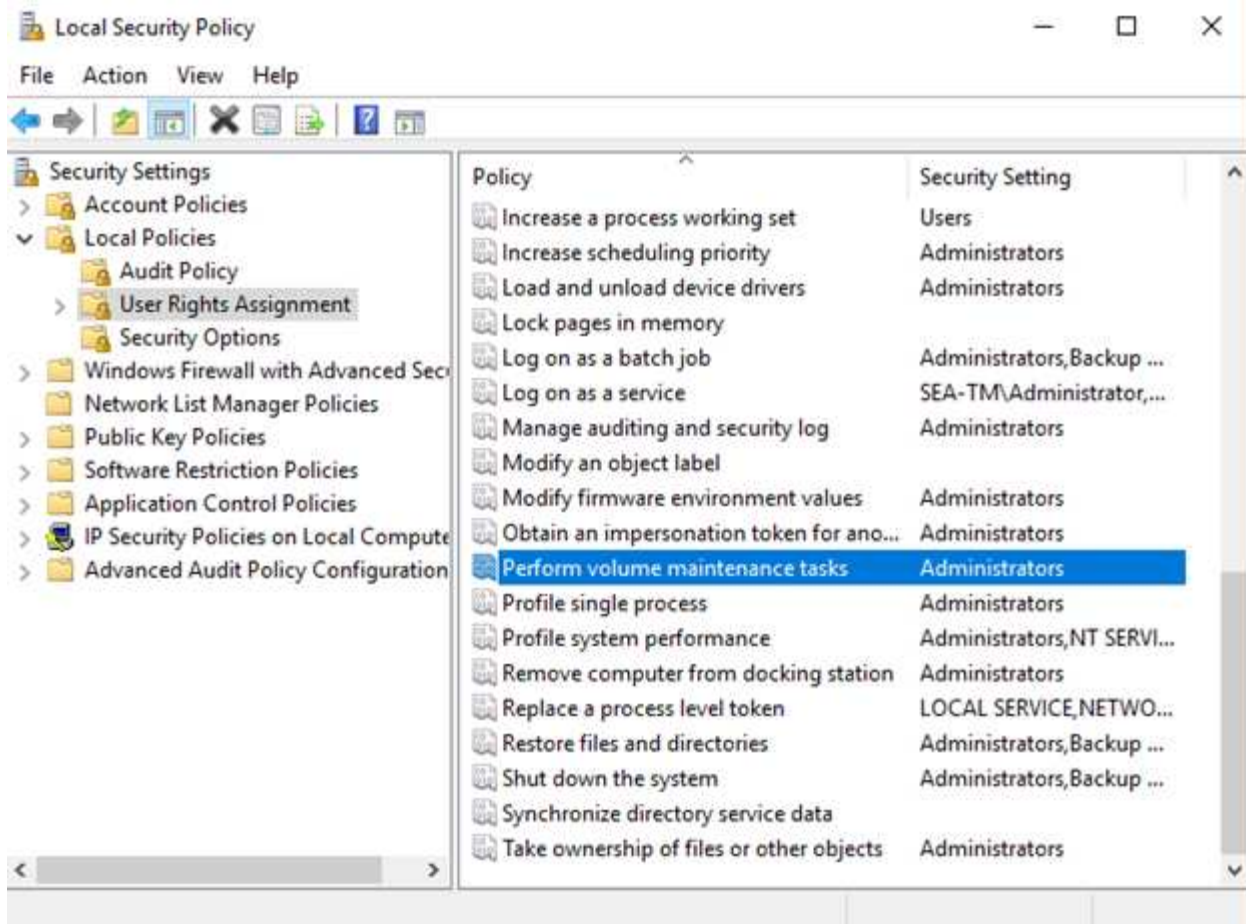 Local Security Policy
File Action View Help
Security Settings
Account Policies
Local Policies
Audit Policy
User Rights Assignment
Security Options
Windows Firewall with Advanced Secu
Network List Manager Policies
Public Key Policies
Software Restriction Policies
Application Control Policies
IP Security Policies on Local Compute
Advanced Audit Policy Configuration
Policy Security Setting
Increase a process working set Users
Increase scheduling priority Administrators
Load and unload device drivers Administrators
Lock pages in memory
Log on as a batch job Administrators,Backup ...
Log on as a service SEA-TM\Administrator,...
Manage auditing and security log Administrators
Modify an object label
Modify firmware environment values Administrators
Obtain an impersonation token for ano... Administrators
Perform volume maintenance tasks Administrators
Profile single process Administrators
Profile system performance Administrators,NT SERVI...
Remove computer from docking station Administrators
Replace a process level token LOCAL SERVICE,NETWO...
Restore files and directories Administrators,Backup ...
Shut down the system Administrators,Backup ...
Synchronize directory service data
Take ownership of files or other objects Administrators